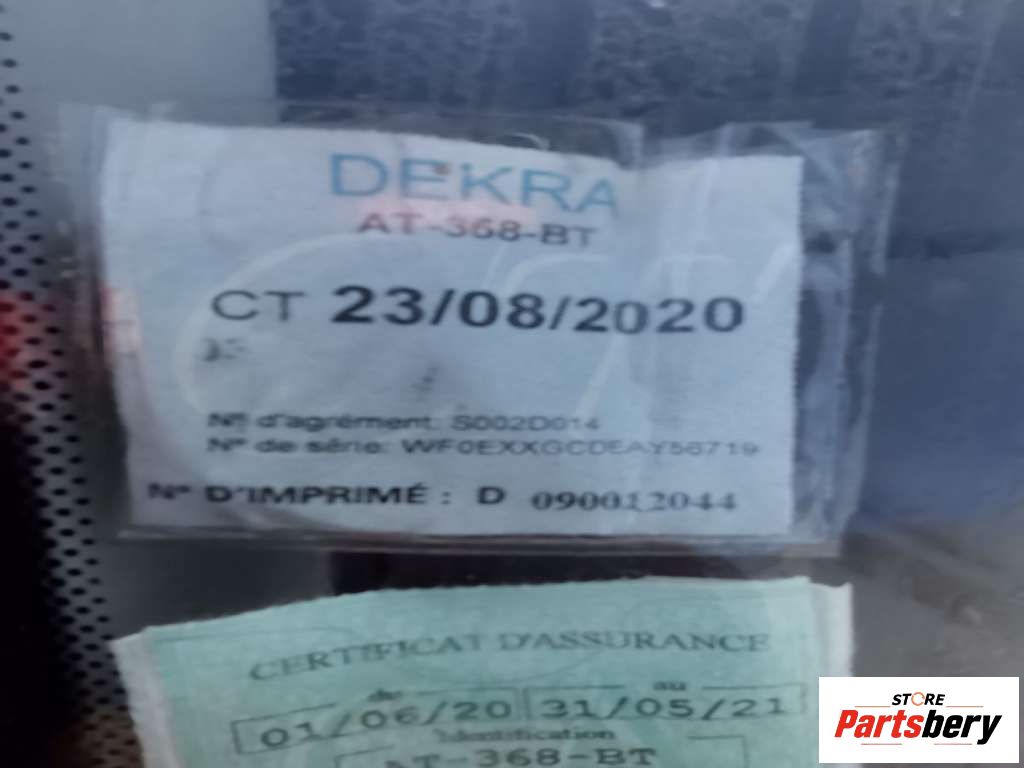 DEKRA
AT-368-BT
CT 23/08/2020
N° d'agrément: S002D014
N° de série: WF0EXXGCDEAY56719
N° D'IMPRIMÉ : D 090012044
CERTIFICAT D'ASSURANCE
de au
01/06/20 31/05/21
Identification
AT-368-BT
STORE
Partsbery